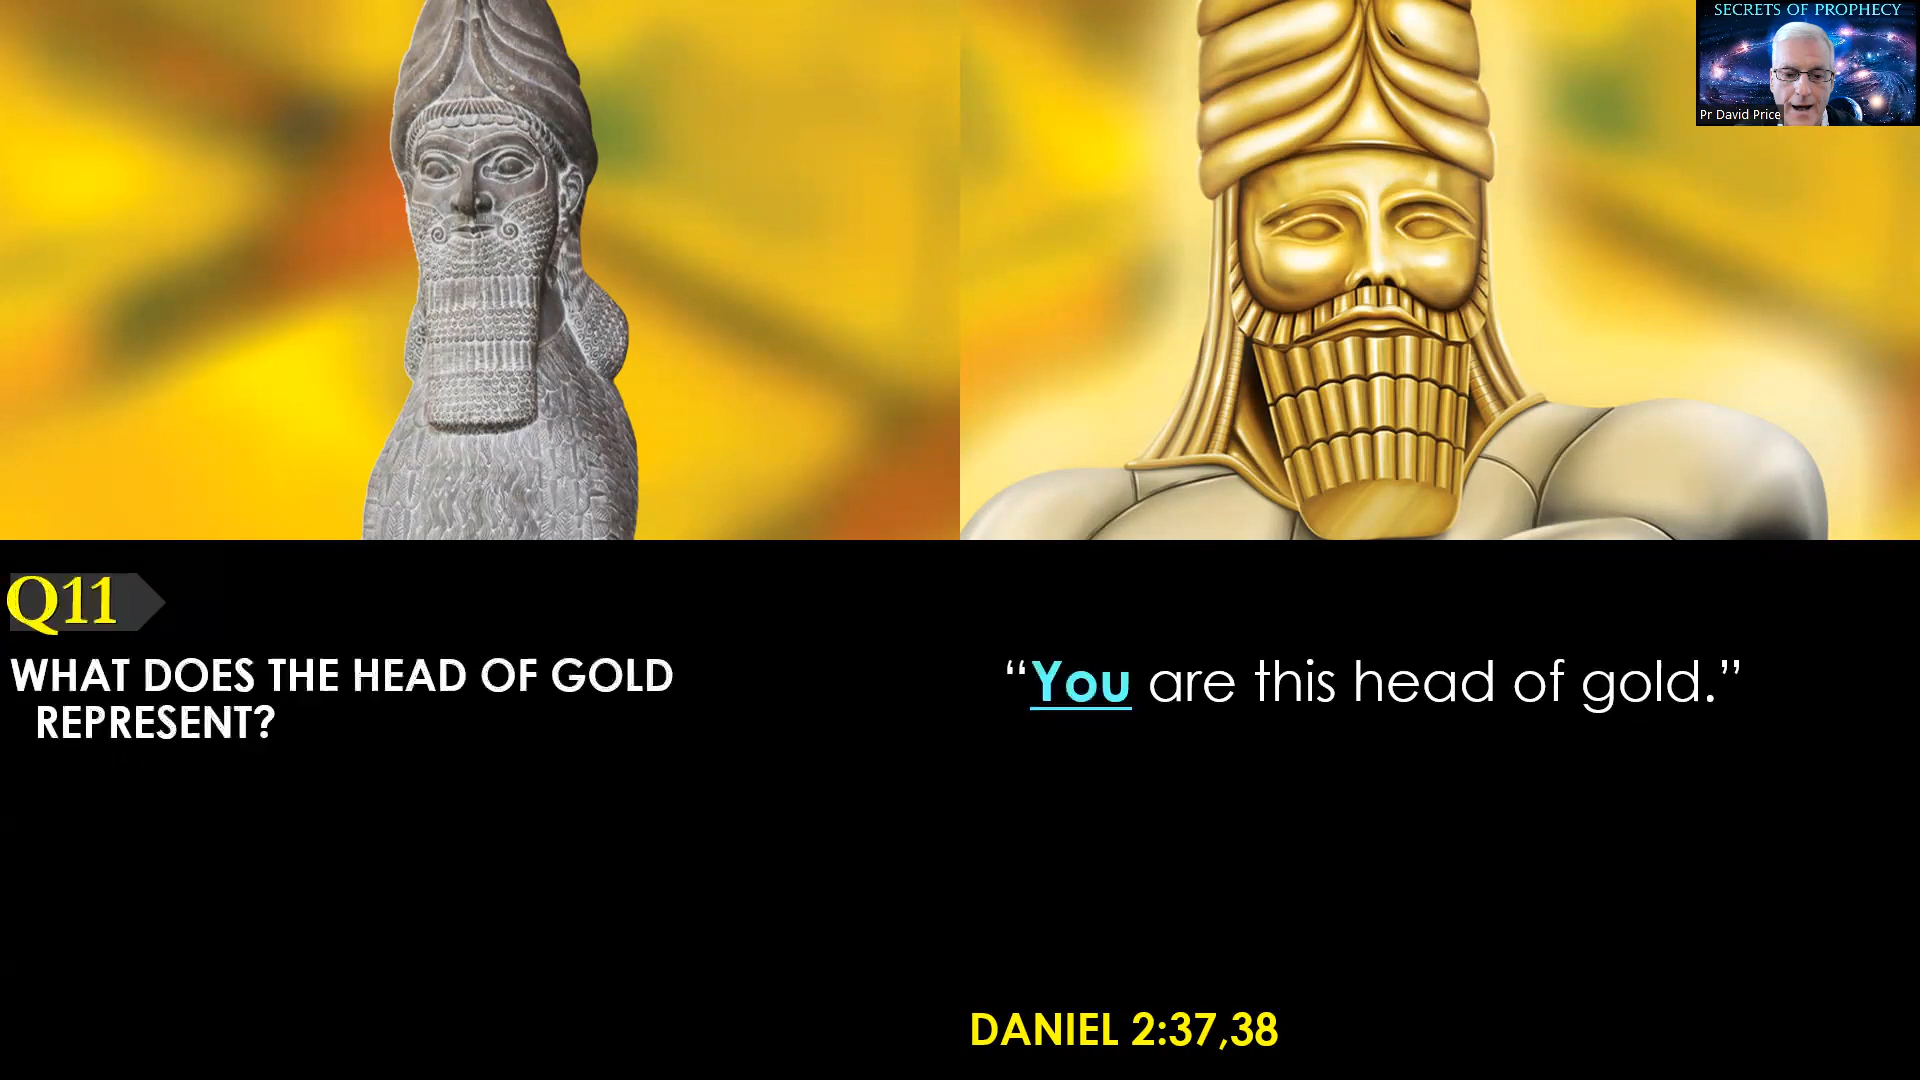 SECRETS OF PROPHECY
Pr David Price
Q11
WHAT DOES THE HEAD OF GOLD
REPRESENT?
“You are this head of gold.”
DANIEL 2:37,38